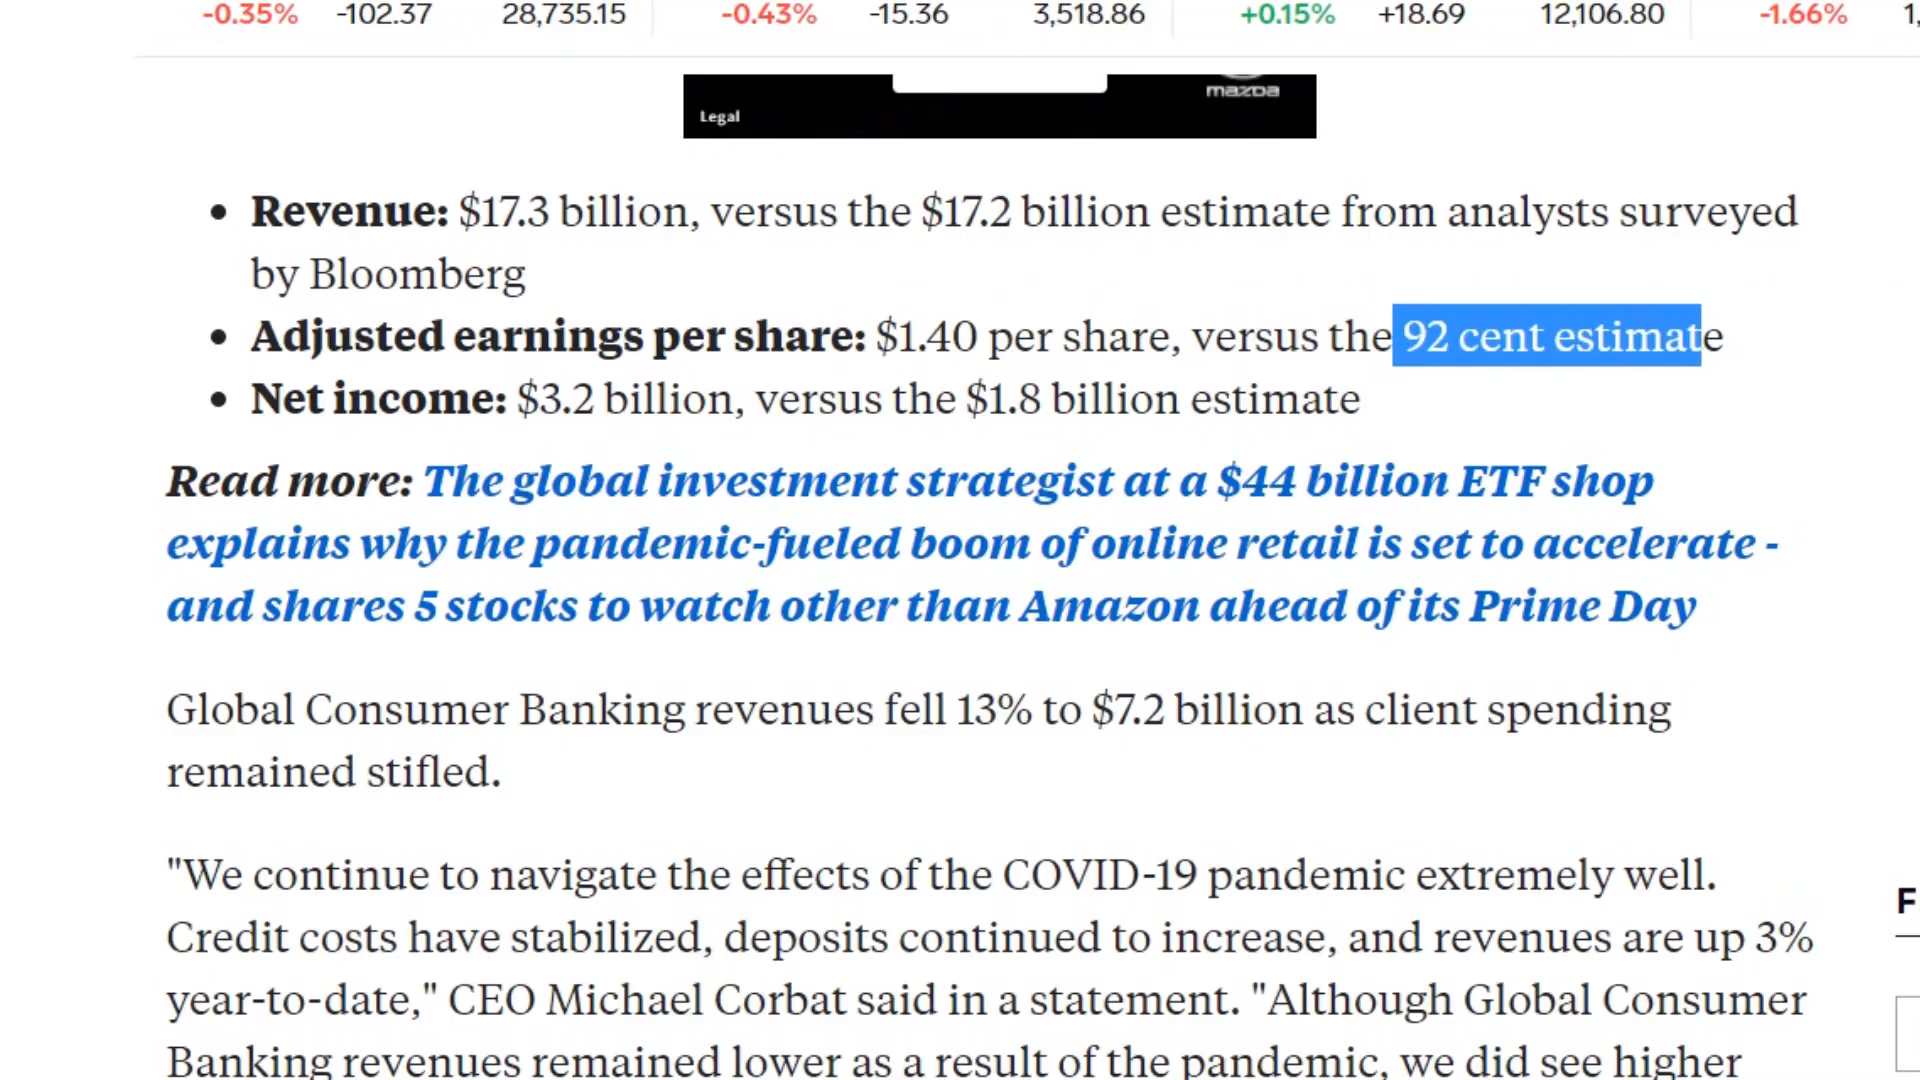 -0.35% -102.37 28,735.15 -0.43% -15.36 3,518.86 +0.15% +18.69 12,106.80 -1.66% 1,
mazda
Legal
• Revenue: $17.3 billion, versus the $17.2 billion estimate from analysts surveyed
by Bloomberg
• Adjusted earnings per share: $1.40 per share, versus the 92 cent estimate
• Net income: $3.2 billion, versus the $1.8 billion estimate
Read more: The global investment strategist at a $44 billion ETF shop
explains why the pandemic-fueled boom of online retail is set to accelerate -
and shares 5 stocks to watch other than Amazon ahead of its Prime Day
Global Consumer Banking revenues fell 13% to $7.2 billion as client spending
remained stifled.
"We continue to navigate the effects of the COVID-19 pandemic extremely well.
F
Credit costs have stabilized, deposits continued to increase, and revenues are up 3%
year-to-date," CEO Michael Corbat said in a statement. "Although Global Consumer
Banking revenues remained lower as a result of the pandemic, we did see higher